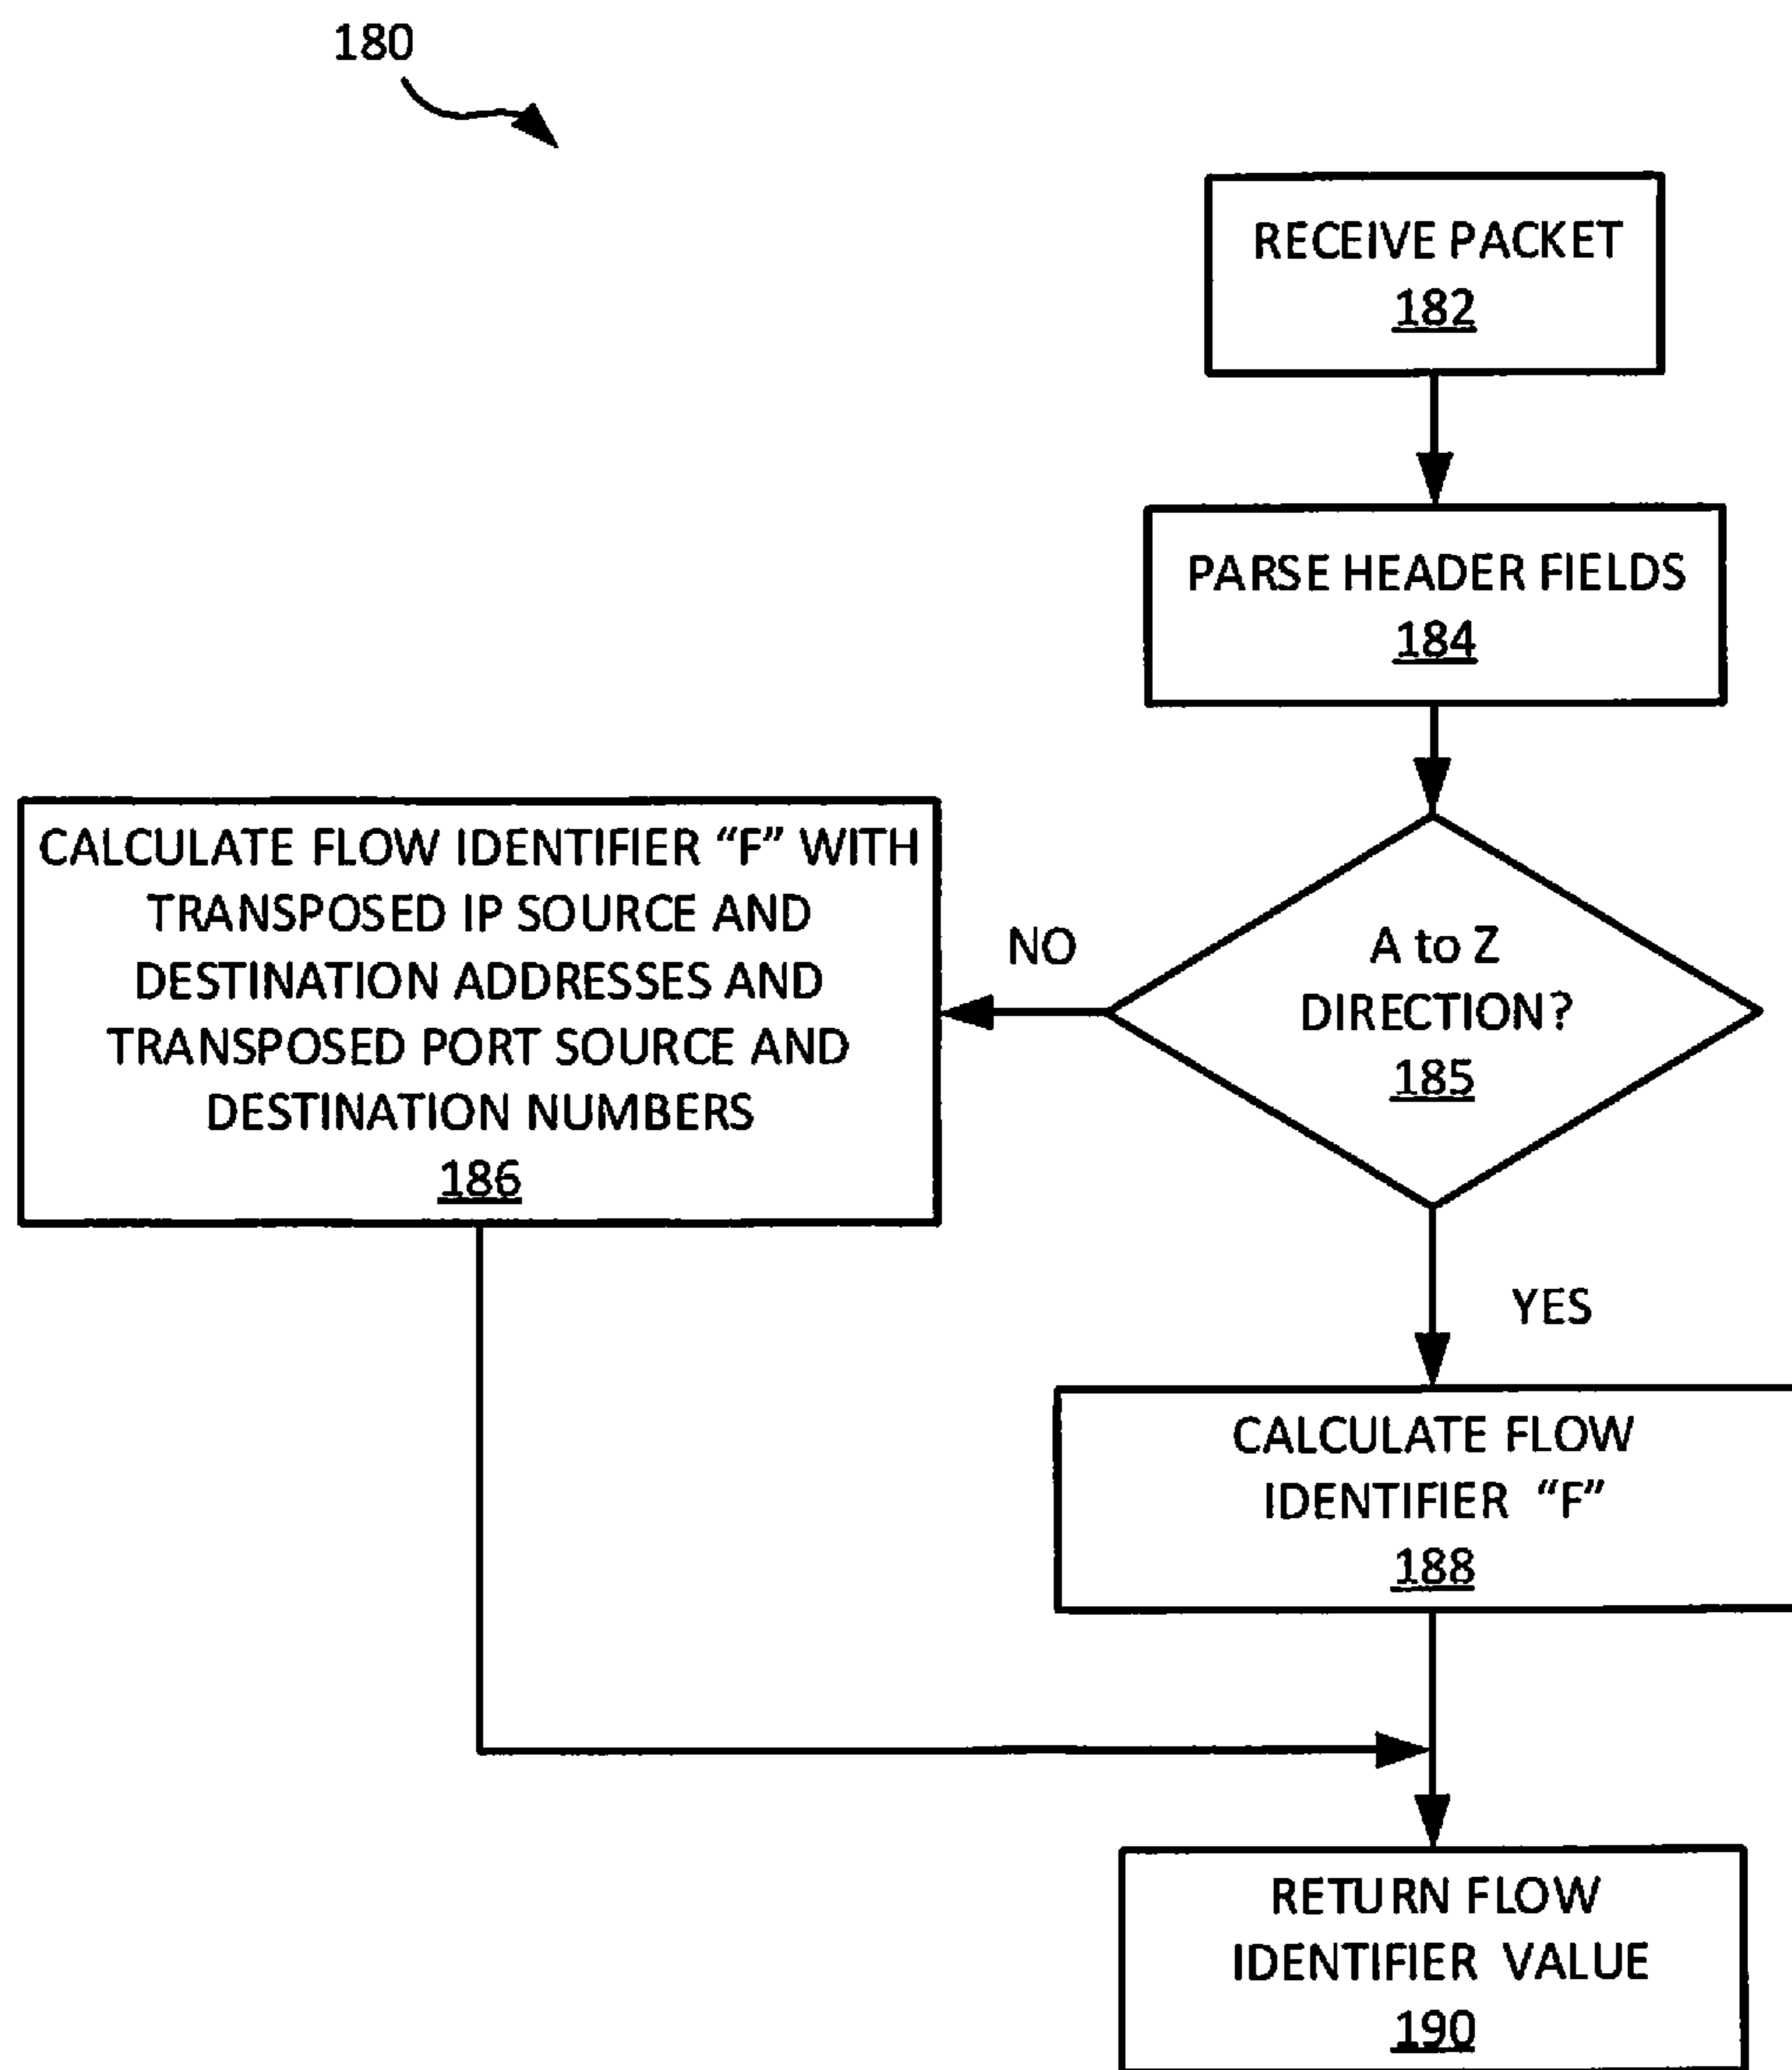 180
RECEIVE PACKET
182
PARSE HEADER FIELDS
184
A to Z
DIRECTION?
185
NO
CALCULATE FLOW IDENTIFIER “F” WITH
TRANSPOSED IP SOURCE AND
DESTINATION ADDRESSES AND
TRANSPOSED PORT SOURCE AND
DESTINATION NUMBERS
186
YES
CALCULATE FLOW
IDENTIFIER “F”
188
RETURN FLOW
IDENTIFIER VALUE
190